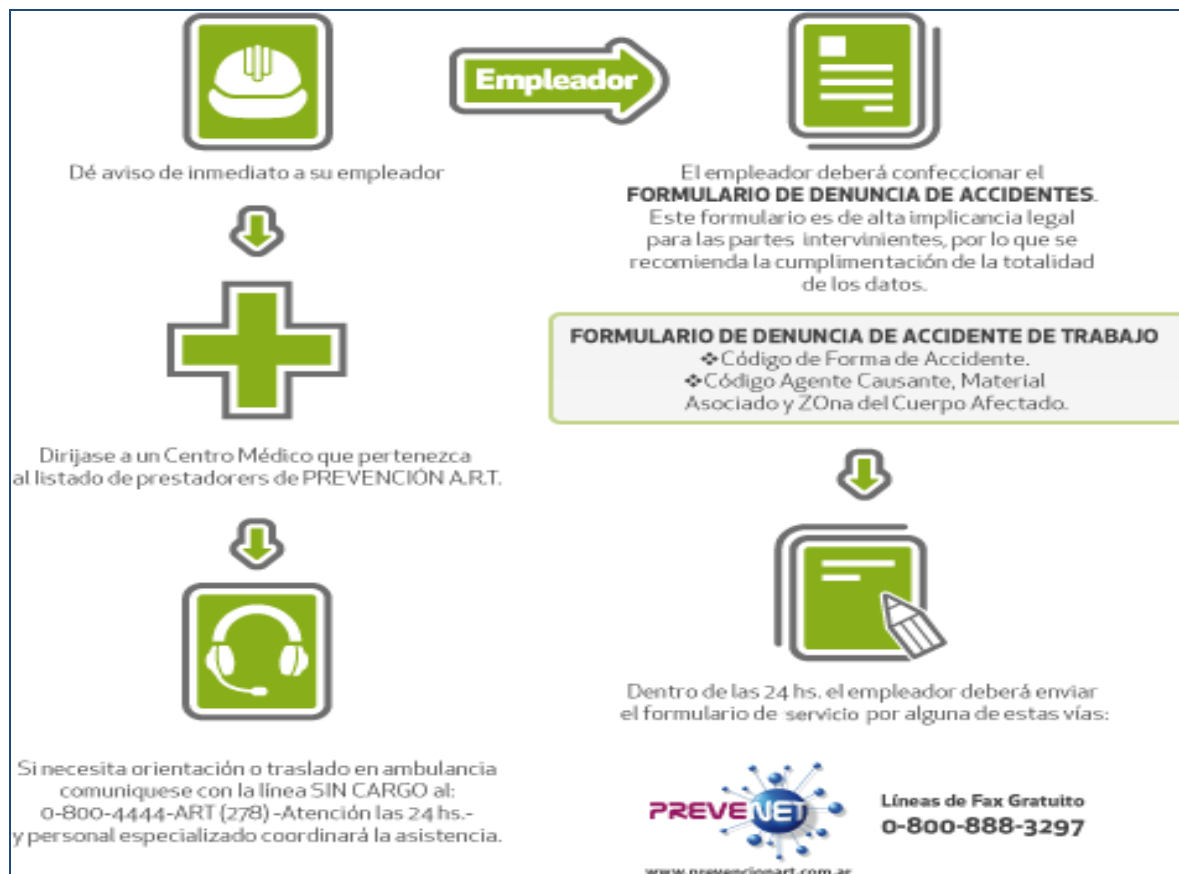 Dé aviso de inmediato a su empleador
Dirijase a un Centro Médico que pertenezca
al listado de prestadorers de PREVENCIÓN A.R.T.
Si necesita orientación o traslado en ambulancia
comuniquese con la línea SIN CARGO al:
0-800-4444-ART (278) -Atención las 24 hs.-
y personal especializado coordinará la asistencia.
Empleador
El empleador deberá confeccionar el
FORMULARIO DE DENUNCIA DE ACCIDENTES.
Este formulario es de alta implicancia legal
para las partes intervinientes, por lo que se
recomienda la cumplimentación de la totalidad
de los datos.
FORMULARIO DE DENUNCIA DE ACCIDENTE DE TRABAJO
❖Código de Forma de Accidente.
❖Código Agente Causante, Material
Asociado y ZOna del Cuerpo Afectado.
Dentro de las 24 hs. el empleador deberá enviar
el formulario de servicio por alguna de estas vías:
PREVENET
www.prevencionart.com.ar
Líneas de Fax Gratuito
0-800-888-3297